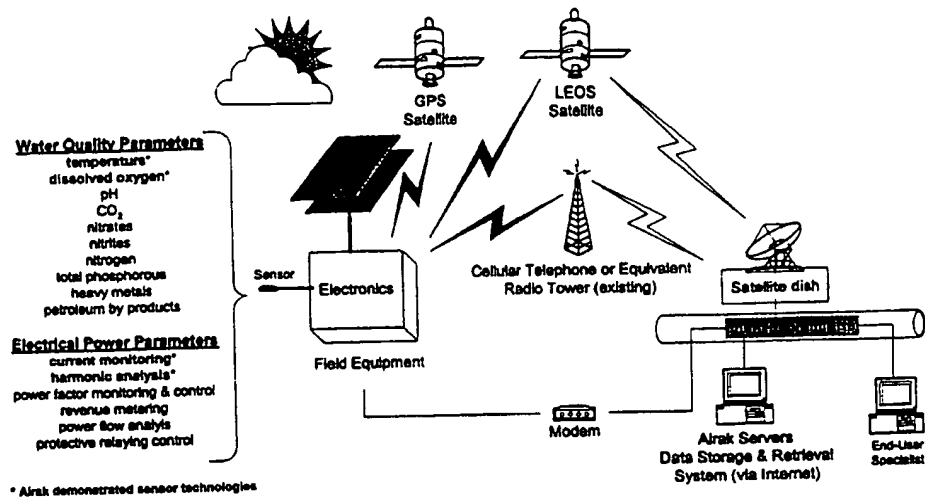 GPS
Satellite
LEOS
Satellite
Water Quality Parameters
temperature*
dissolved oxygen*
pH
CO₂
nitrates
nitrites
nitrogen
total phosphorous
heavy metals
petroleum by products
Electrical Power Parameters
current monitoring*
harmonic analysis*
power factor monitoring & control
revenue metering
power flow analyis
protective relaying control
* Airak demonstrated sensor technologies
Sensor
Electronics
Field Equipment
Cellular Telephone or Equivalent
Radio Tower (existing)
Satellite dish
Modem
Airak Servers
Data Storage & Retrieval
System (via Internet)
End-User
Specialist